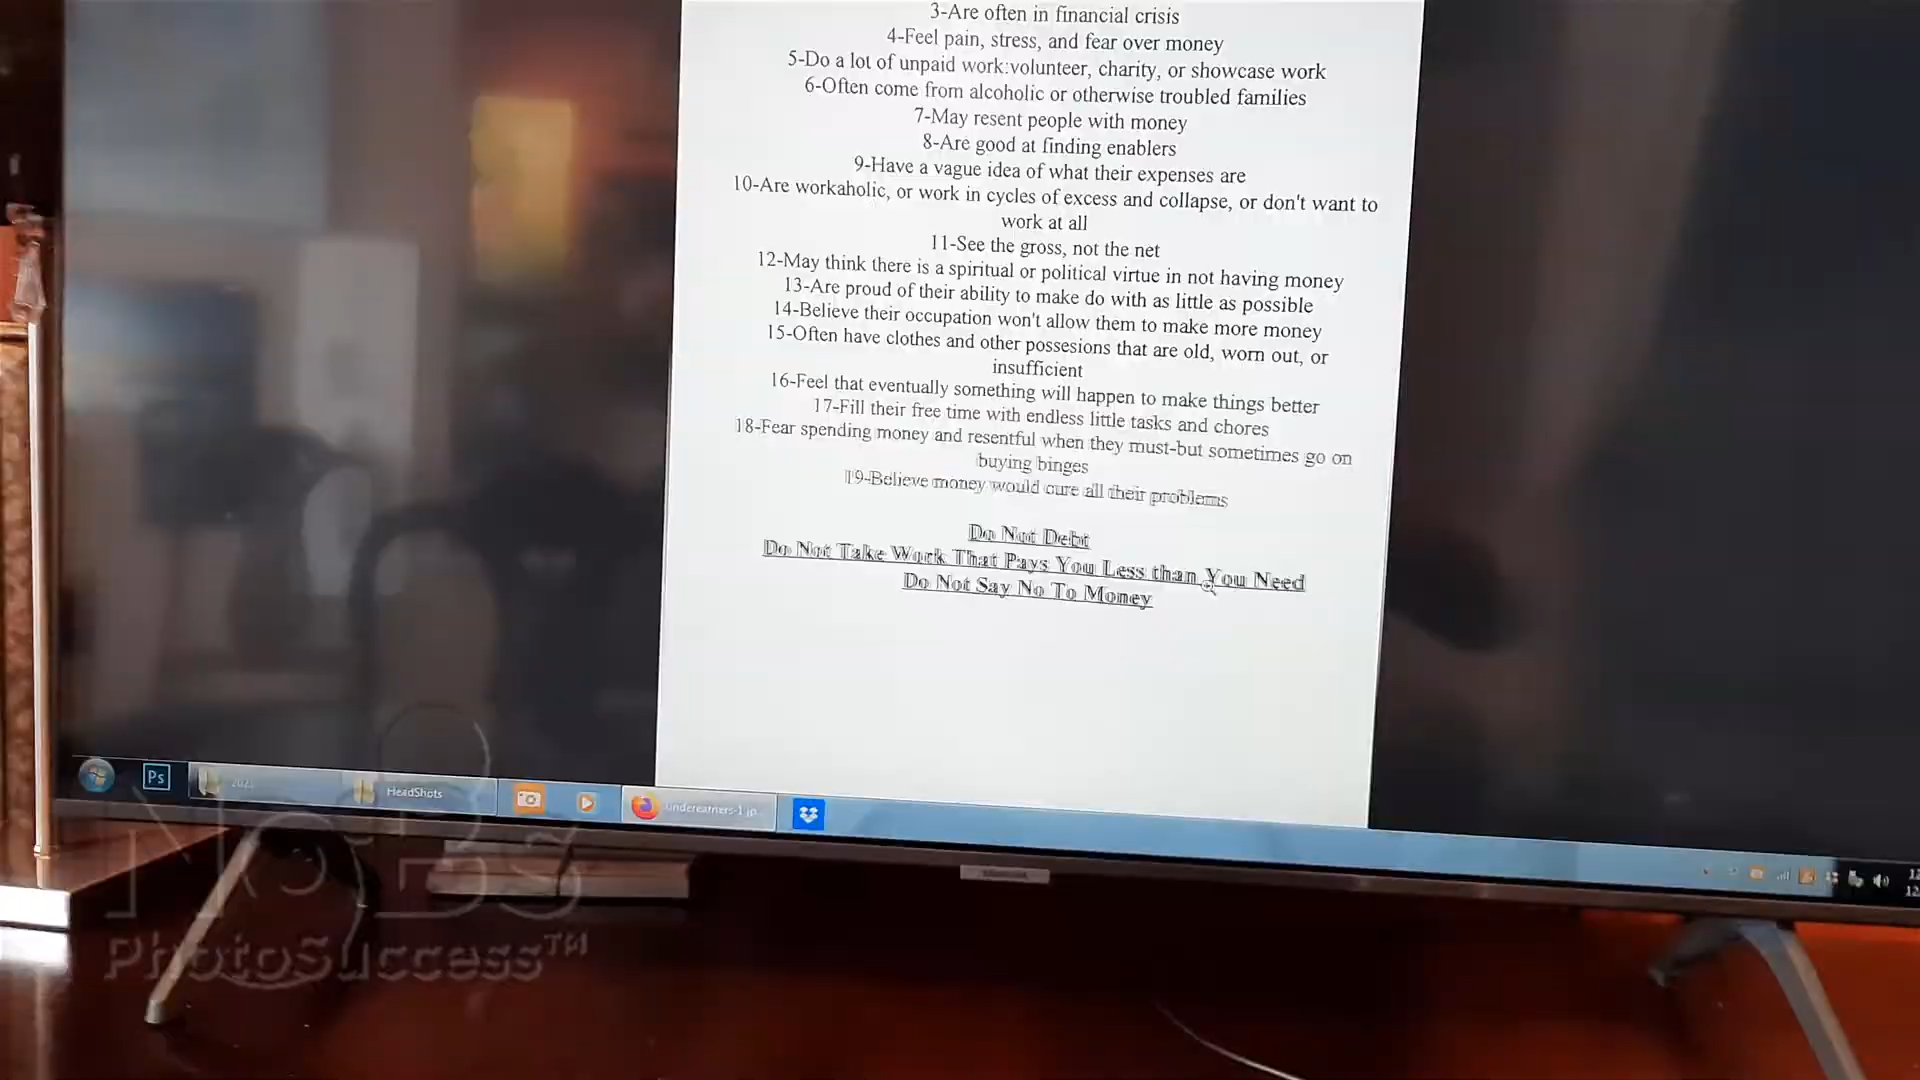 3-Are often in financial crisis
4-Feel pain, stress, and fear over money
5-Do a lot of unpaid work:volunteer, charity, or showcase work
6-Often come from alcoholic or otherwise troubled families
7-May resent people with money
8-Are good at finding enablers
9-Have a vague idea of what their expenses are
10-Are workaholic, or work in cycles of excess and collapse, or don't want to
work at all
11-See the gross, not the net
12-May think there is a spiritual or political virtue in not having money
13-Are proud of their ability to make do with as little as possible
14-Believe their occupation won't allow them to make more money
15-Often have clothes and other possesions that are old, worn out, or
insufficient
16-Feel that eventually something will happen to make things better
17-Fill their free time with endless little tasks and chores
18-Fear spending money and resentful when they must-but sometimes go on
buying binges
19-Believe money would cure all their problems
Do Not Debt
Do Not Take Work That Pays You Less than You Need
Do Not Say No To Money
Ps
HeadShots
underearners-1.jp...
NoBs
PhotoSuccess™